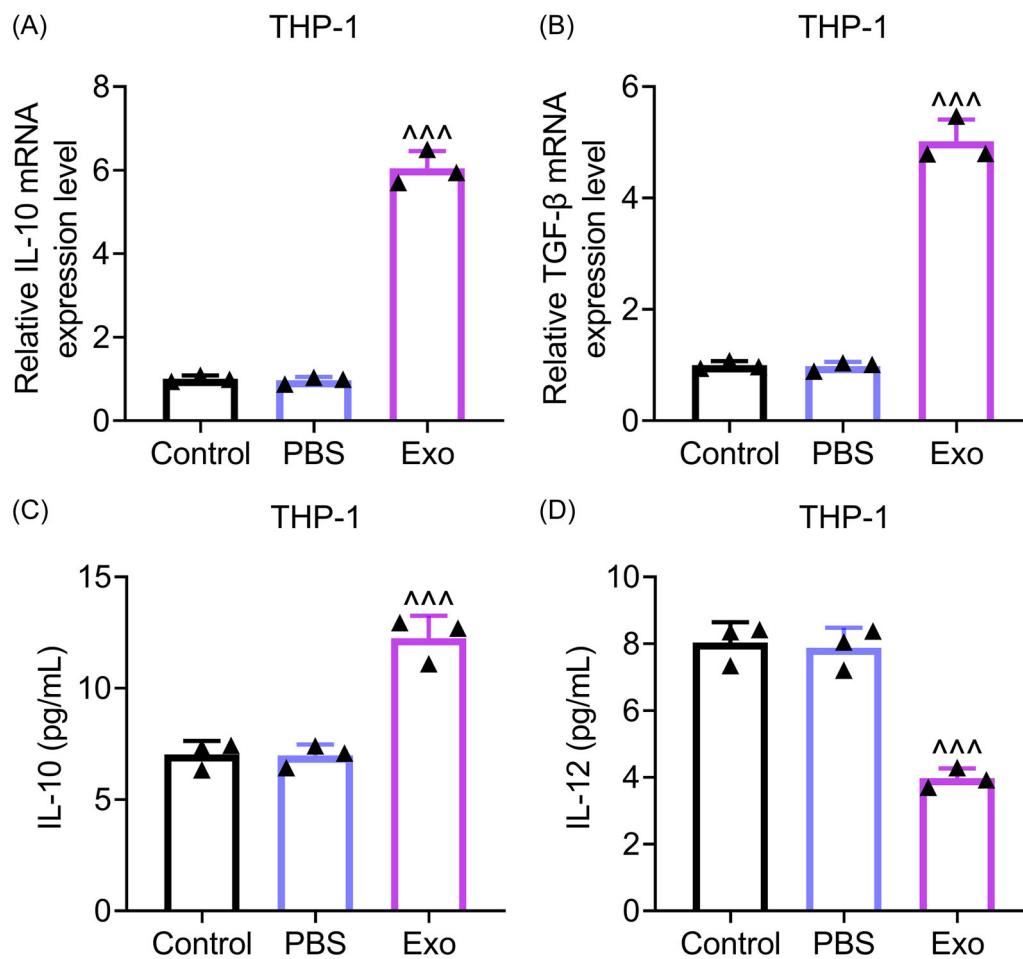 (A)
THP-1
Relative IL-10 mRNA
expression level
8
6
4
2
0
^^^
Control PBS Exo
(B)
THP-1
Relative TGF-β mRNA
expression level
6
4
2
0
^^^
Control PBS Exo
(C)
THP-1
IL-10 (pg/mL)
15
10
5
0
^^^
Control PBS Exo
(D)
THP-1
IL-12 (pg/mL)
10
8
6
4
2
0
^^^
Control PBS Exo